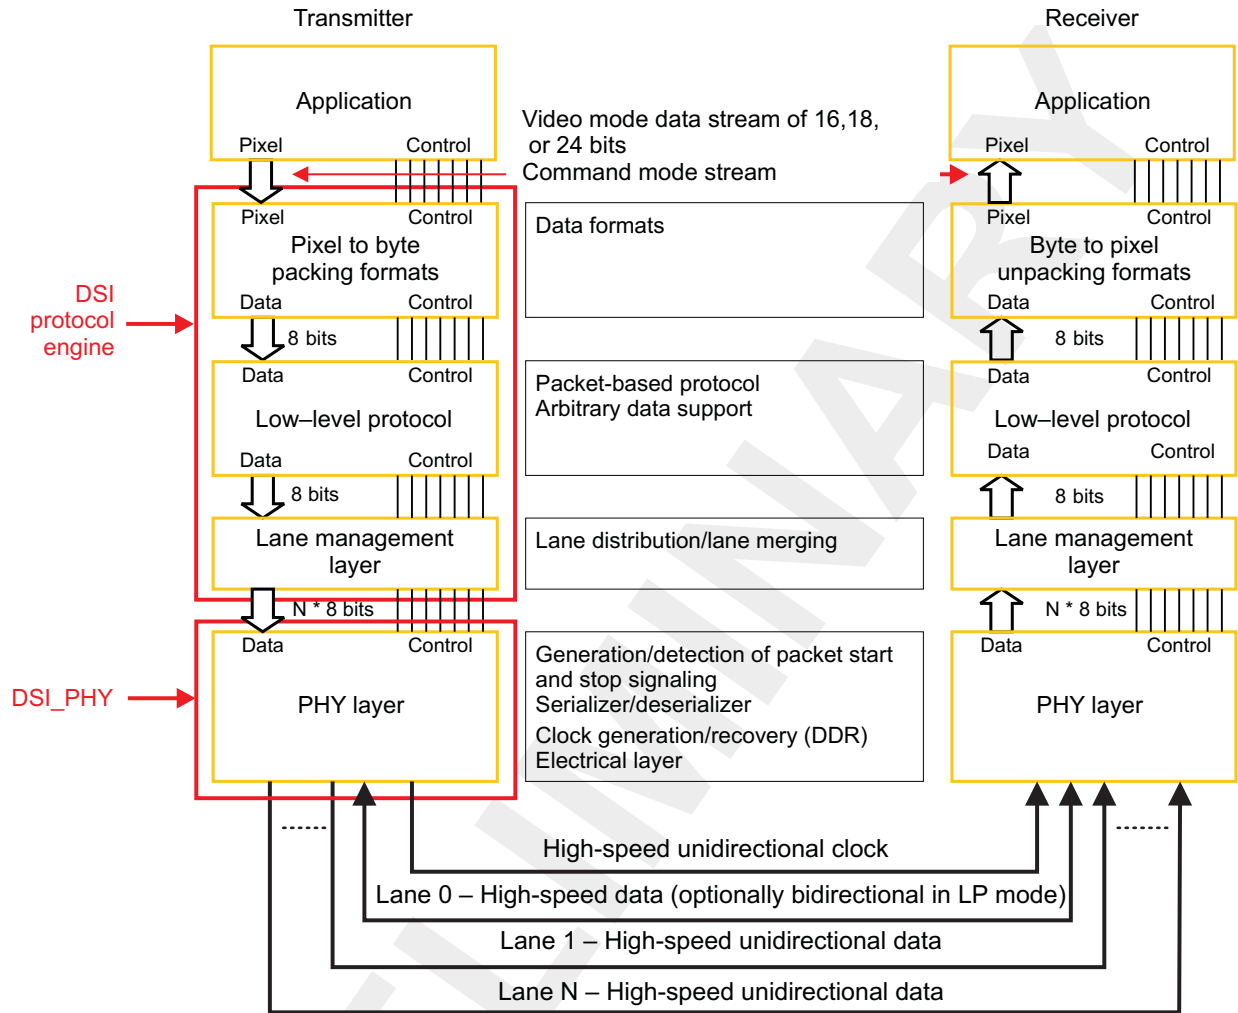 Transmitter
Receiver
Application
Pixel
Control
Video mode data stream of 16,18,
or 24 bits
Command mode stream
Application
Pixel
Control
Pixel
Control
Pixel to byte
packing formats
Data
Control
Data formats
Pixel
Control
Byte to pixel
unpacking formats
Data
Control
DSI
protocol
engine
8 bits
8 bits
Data
Control
Low–level protocol
Data
Control
Packet-based protocol
Arbitrary data support
Data
Control
Low–level protocol
Data
Control
8 bits
8 bits
Lane management
layer
Lane distribution/lane merging
Lane management
layer
N * 8 bits
N * 8 bits
Data
Control
PHY layer
DSI_PHY
Generation/detection of packet start
and stop signaling
Serializer/deserializer
Clock generation/recovery (DDR)
Electrical layer
Data
Control
PHY layer
High-speed unidirectional clock
Lane 0 – High-speed data (optionally bidirectional in LP mode)
Lane 1 – High-speed unidirectional data
Lane N – High-speed unidirectional data
ELIMINARY